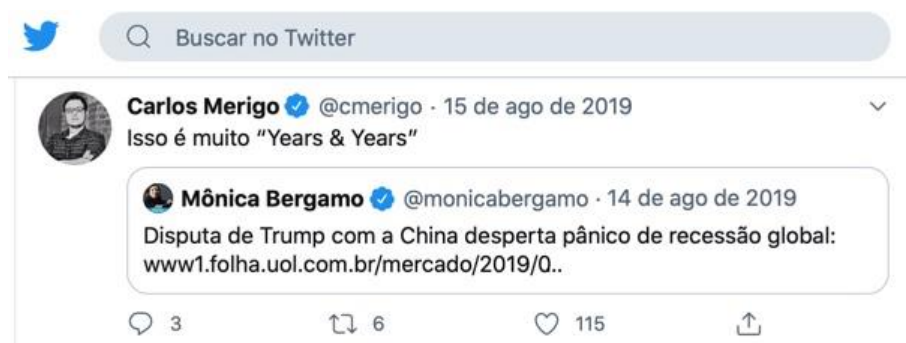 Buscar no Twitter
Carlos Merigo @cmerigo · 15 de ago de 2019
Isso é muito “Years & Years”
Mônica Bergamo @monicabergamo · 14 de ago de 2019
Disputa de Trump com a China desperta pânico de recessão global:
www1.folha.uol.com.br/mercado/2019/0..
3 6 115